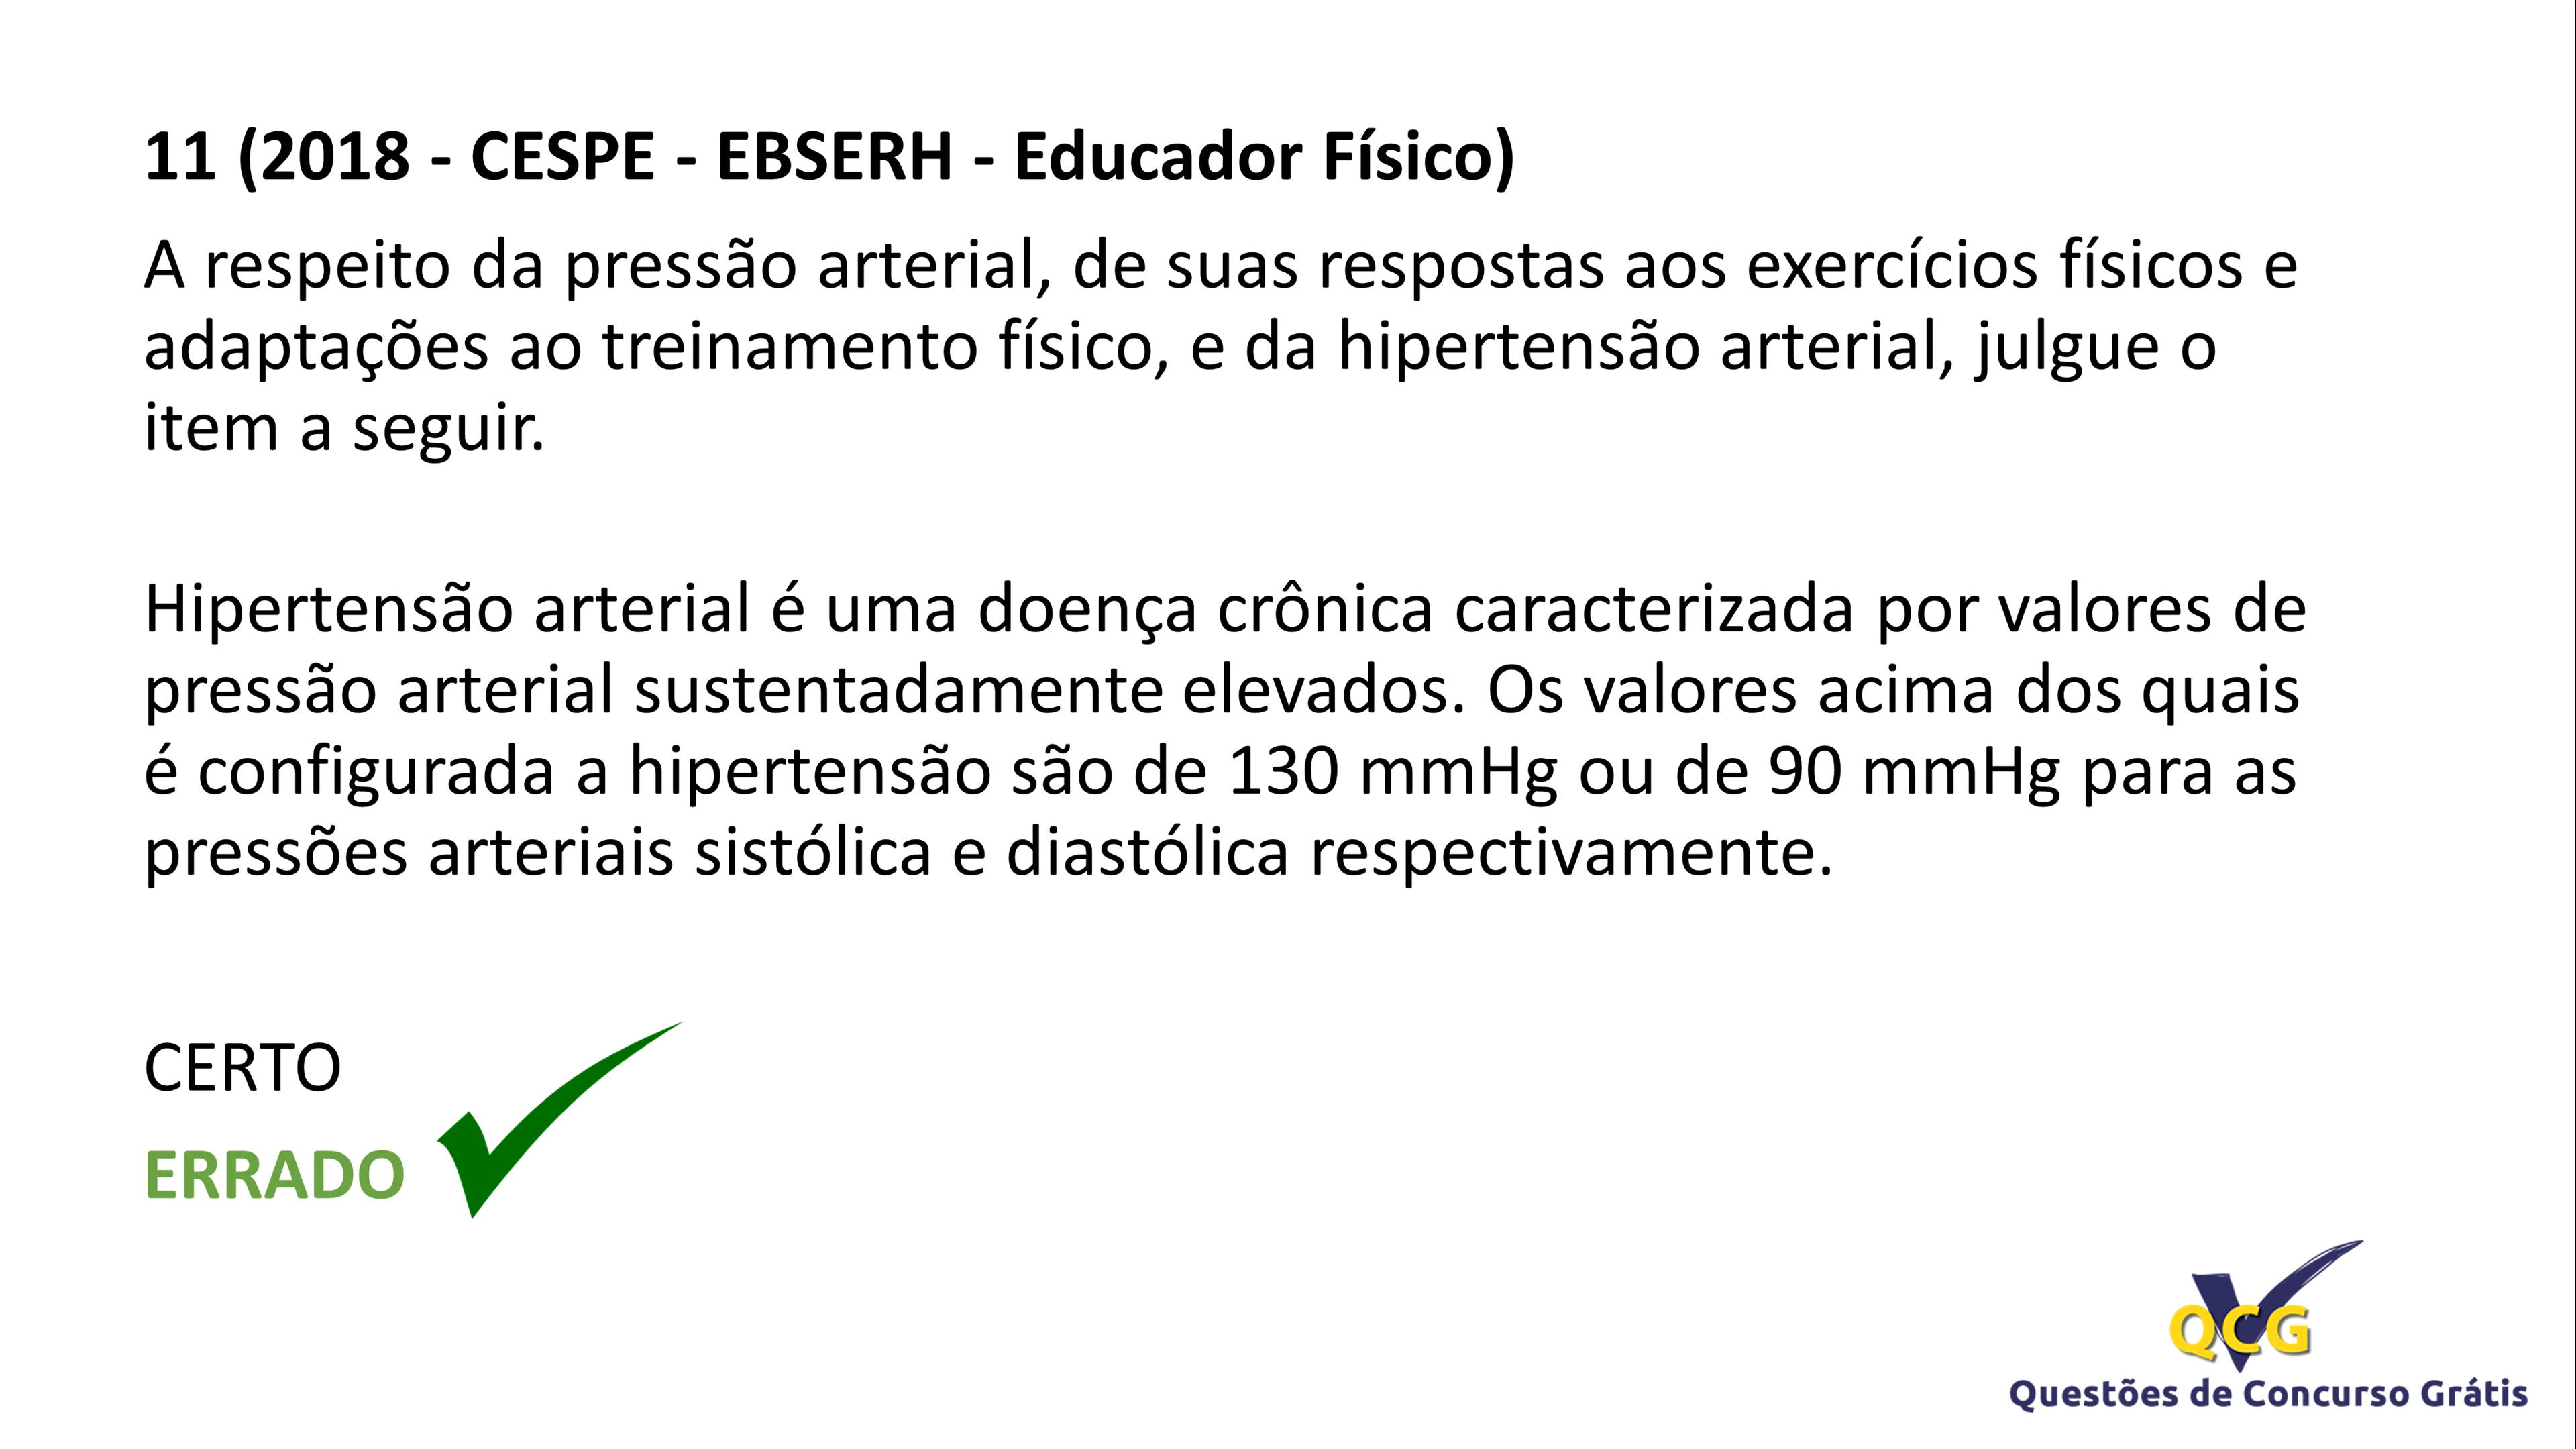 11 (2018 - CESPE - EBSERH - Educador Físico)
A respeito da pressão arterial, de suas respostas aos exercícios físicos e
adaptações ao treinamento físico, e da hipertensão arterial, julgue o
item a seguir.
Hipertensão arterial é uma doença crônica caracterizada por valores de
pressão arterial sustentadamente elevados. Os valores acima dos quais
é configurada a hipertensão são de 130 mmHg ou de 90 mmHg para as
pressões arteriais sistólica e diastólica respectivamente.
CERTO
ERRADO
QCG
Questões de Concurso Grátis